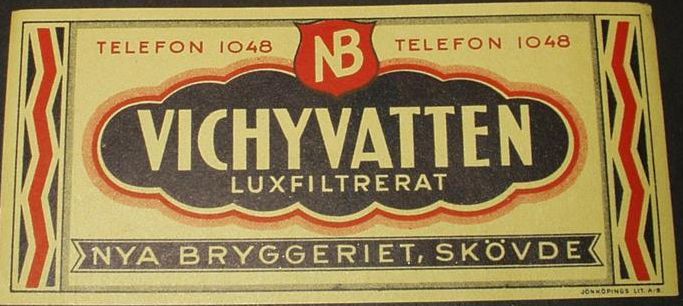 TELEFON 1048 NB TELEFON 1048
VICHYVATTEN
LUXFILTRERAT
NYA BRYGGERIET, SKÖVDE
JÖNKÖPINGS LIT. A/B.